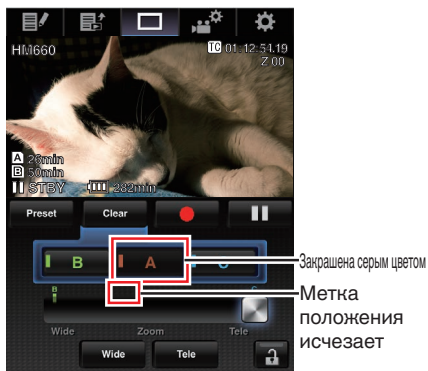 HM660
TC 01:12:54.19
Z 00
A 26min
B 50min
STBY
282min
Preset
Clear
B
A
C
B
C
Wide
Zoom
Tele
Wide
Tele
Закрашена серым цветом
Метка
положения
исчезает